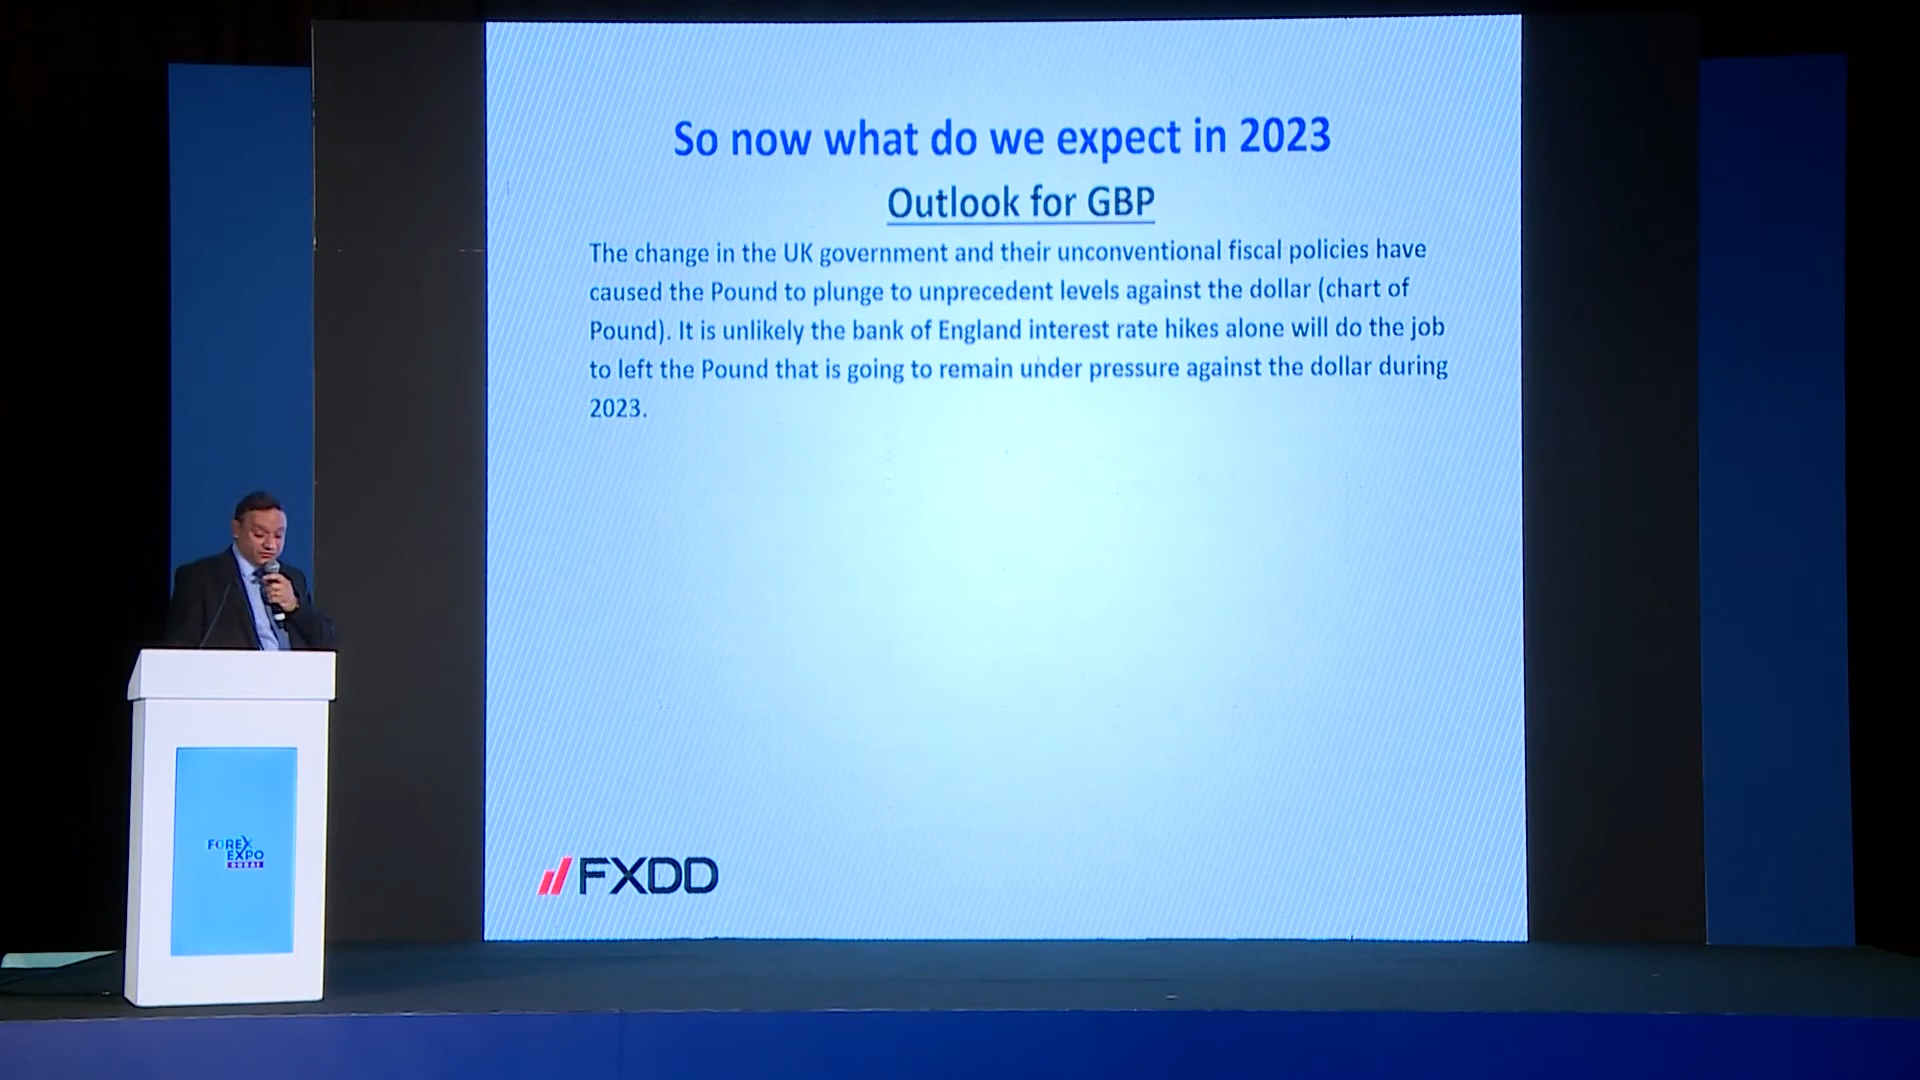 So now what do we expect in 2023
Outlook for GBP
The change in the UK government and their unconventional fiscal policies have
caused the Pound to plunge to unprecedent levels against the dollar (chart of
Pound). It is unlikely the bank of England interest rate hikes alone will do the job
to left the Pound that is going to remain under pressure against the dollar during
2023.
FXDD
FOREX
EXPO
DUBAI